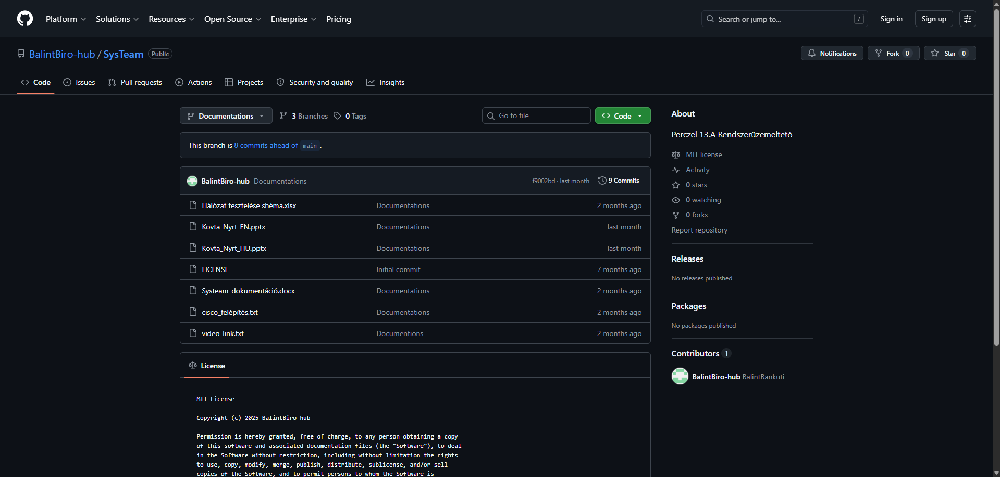 Platform Solutions Resources Open Source Enterprise Pricing Search or jump to... / Sign in Sign up
BalintBiro-hub / SysTeam Public Notifications Fork 0 Star 0
Code Issues Pull requests Actions Projects Security and quality Insights
Documentations 3 Branches 0 Tags Go to file Code
This branch is 8 commits ahead of main .
BalintBiro-hub Documentations f9002bd · last month 9 Commits
Hálózat tesztelése shéma.xlsx Documentations 2 months ago
Kovta_Nyrt_EN.pptx Documentations last month
Kovta_Nyrt_HU.pptx Documentations last month
LICENSE Initial commit 7 months ago
Systeam_dokumentáció.docx Documentations 2 months ago
cisco_felépítés.txt Documentations 2 months ago
video_link.txt Documentions 2 months ago
License
MIT License
Copyright (c) 2025 BalintBiro-hub
Permission is hereby granted, free of charge, to any person obtaining a copy
of this software and associated documentation files (the "Software"), to deal
in the Software without restriction, including without limitation the rights
to use, copy, modify, merge, publish, distribute, sublicense, and/or sell
copies of the Software, and to permit persons to whom the Software is
About
Perczel 13.A Rendszerüzemeltető
MIT license
Activity
0 stars
0 watching
0 forks
Report repository
Releases
No releases published
Packages
No packages published
Contributors 1
BalintBiro-hub BalintBankuti